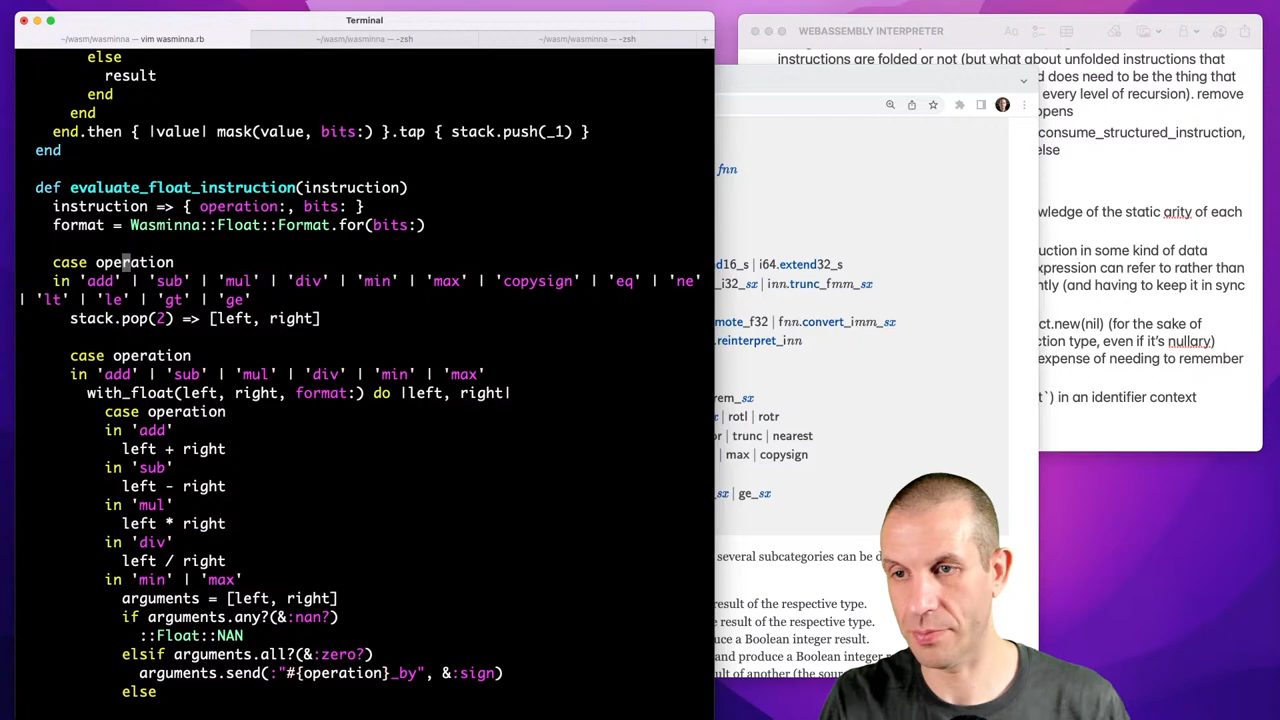 Terminal
~/wasm/wasminna — vim wasminna.rb
~/wasm/wasminna — -zsh
~/wasm/wasminna — -zsh
+
else
result
end
end
end.then { |value| mask(value, bits:) }.tap { stack.push(_1) }
end
def evaluate_float_instruction(instruction)
instruction => { operation:, bits: }
format = Wasminna::Float::Format.for(bits:)
case operation
in 'add' | 'sub' | 'mul' | 'div' | 'min' | 'max' | 'copysign' | 'eq' | 'ne'
| 'lt' | 'le' | 'gt' | 'ge'
stack.pop(2) => [left, right]
case operation
in 'add' | 'sub' | 'mul' | 'div' | 'min' | 'max'
with_float(left, right, format:) do |left, right|
case operation
in 'add'
left + right
in 'sub'
left - right
in 'mul'
left * right
in 'div'
left / right
in 'min' | 'max'
arguments = [left, right]
if arguments.any?(&:nan?)
::Float::NAN
elsif arguments.all?(&:zero?)
arguments.send(:"#{operation}_by", &:sign)
else
WEBASSEMBLY INTERPRETER
instructions are folded or not (but what about unfolded instructions that
d does need to be the thing that
every level of recursion). remove
opens
consume_structured_instruction,
else
wledge of the static arity of each
uction in some kind of data
expression can refer to rather than
ntly (and having to keep it in sync
ct.new(nil) (for the sake of
ction type, even if it's nullary)
expense of needing to remember
t`) in an identifier context
fnn
nd16_s | i64.extend32_s
_i32_sx | inn.trunc_fmm_sx
mote_f32 | fnn.convert_imm_sx
.reinterpret_inn
rem_sx
| rotl | rotr
or | trunc | nearest
| max | copysign
_sx | ge_sx
several subcategories can be d
result of the respective type.
e result of the respective type.
uce a Boolean integer result.
and produce a Boolean integer r
sult of another (the sour